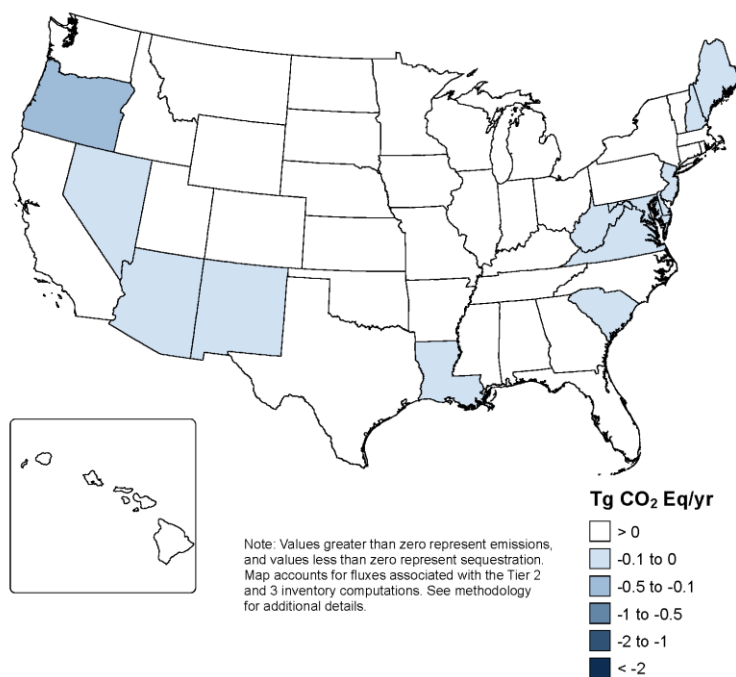 Tg CO₂ Eq/yr
> 0
-0.1 to 0
-0.5 to -0.1
-1 to -0.5
-2 to -1
< -2
Note: Values greater than zero represent emissions,
and values less than zero represent sequestration.
Map accounts for fluxes associated with the Tier 2
and 3 inventory computations. See methodology
for additional details.